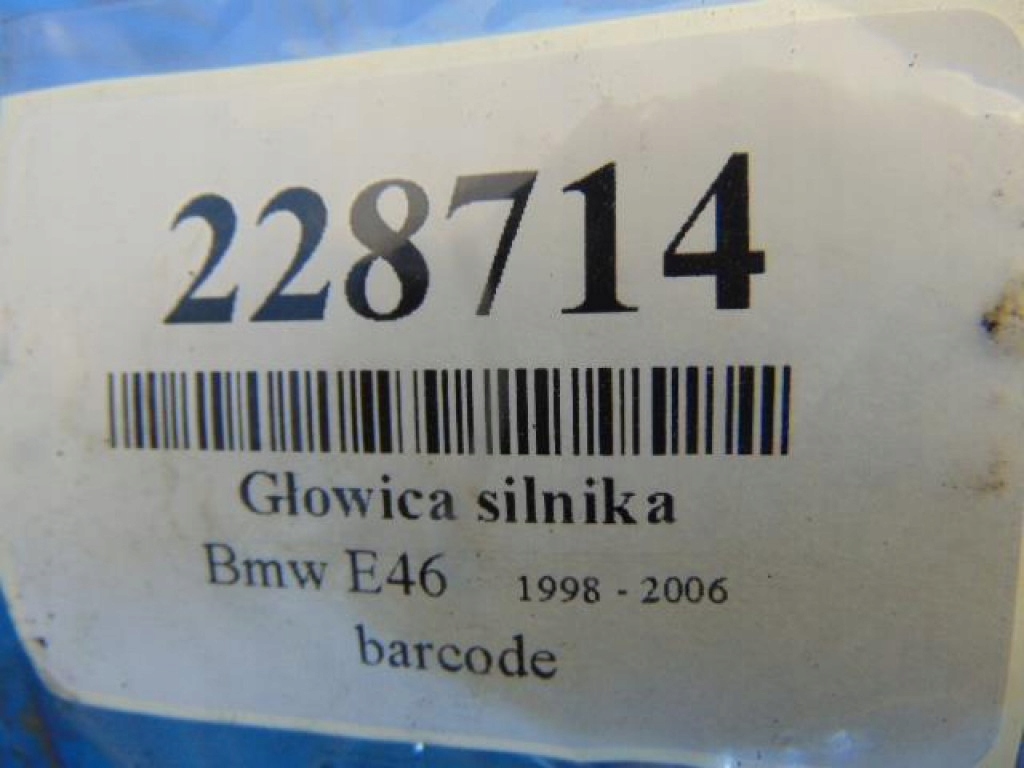 228714
Głowica silnika
Bmw E46 1998 - 2006
barcode